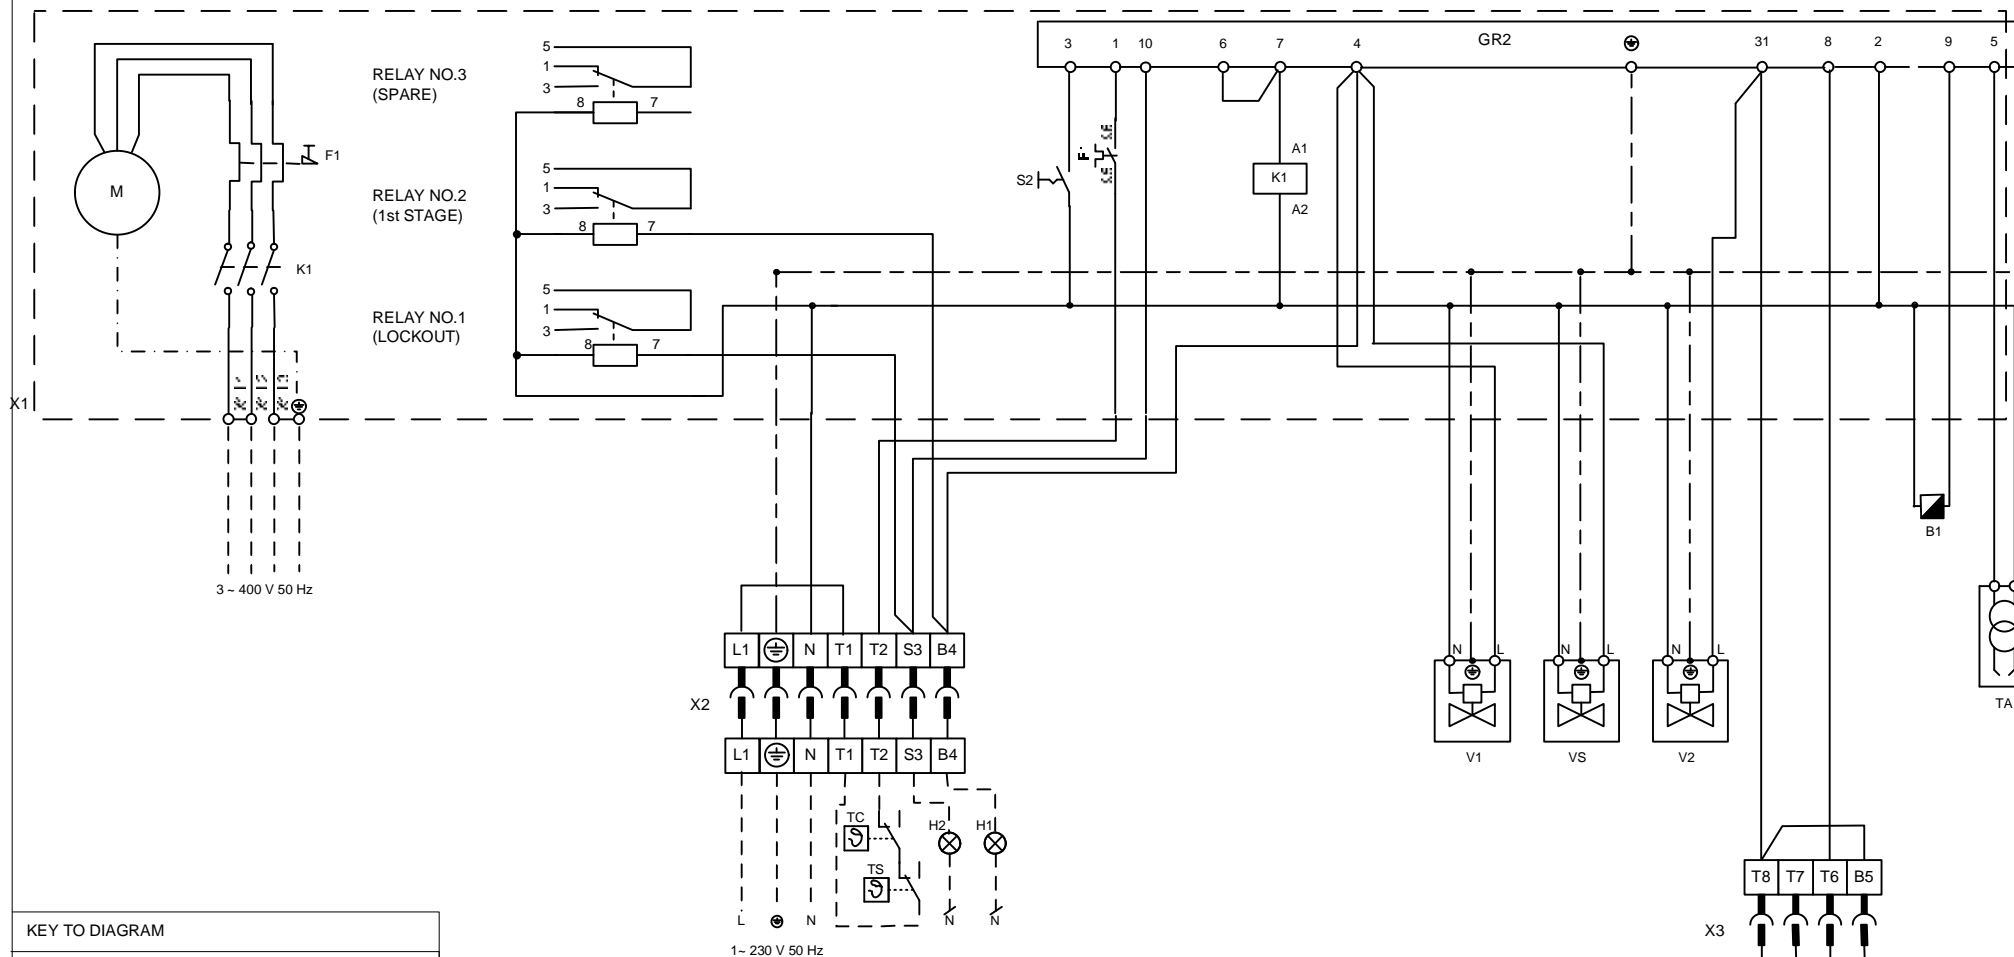 3 1 10 6 7 4 GR2 31 8 2 9 5
5
1
3
8 7
RELAY NO.3
(SPARE)
F1
M
A1
K1
A2
S2
5
1
3
8 7
RELAY NO.2
(1st STAGE)
K1
5
1
3
8 7
RELAY NO.1
(LOCKOUT)
X1
B1
3 ~ 400 V 50 Hz
L1 N T1 T2 S3 B4
X2
L1 N T1 T2 S3 B4
N L
N L
N L
V1
VS
V2
TA
TC
TS
H2
H1
L N
N
N
1~ 230 V 50 Hz
T8 T7 T6 B5
X3
KEY TO DIAGRAM